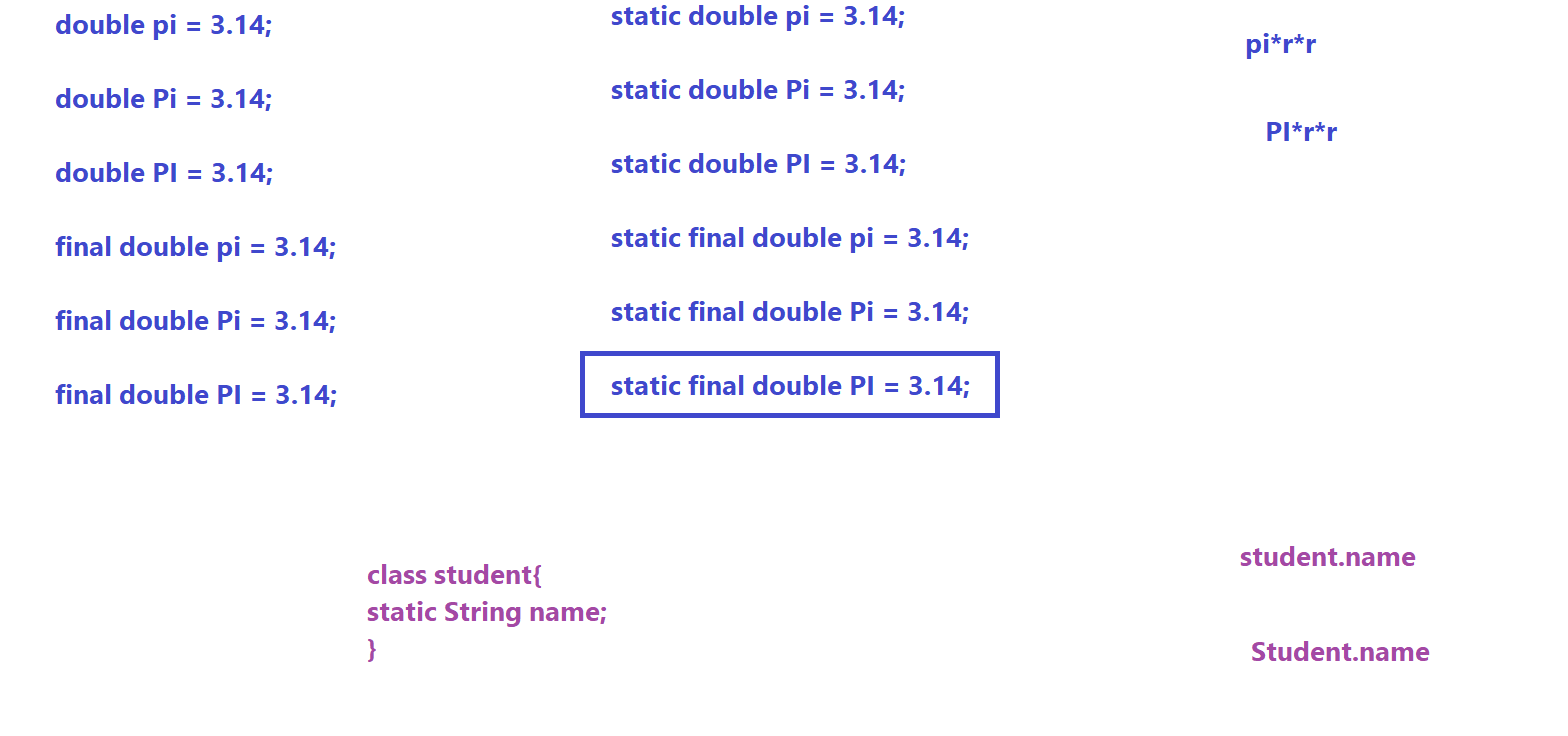 double pi = 3.14;
double Pi = 3.14;
double PI = 3.14;
final double pi = 3.14;
final double Pi = 3.14;
final double PI = 3.14;
static double pi = 3.14;
static double Pi = 3.14;
static double PI = 3.14;
static final double pi = 3.14;
static final double Pi = 3.14;
static final double PI = 3.14;
pi*r*r
PI*r*r
class student{
static String name;
}
student.name
Student.name